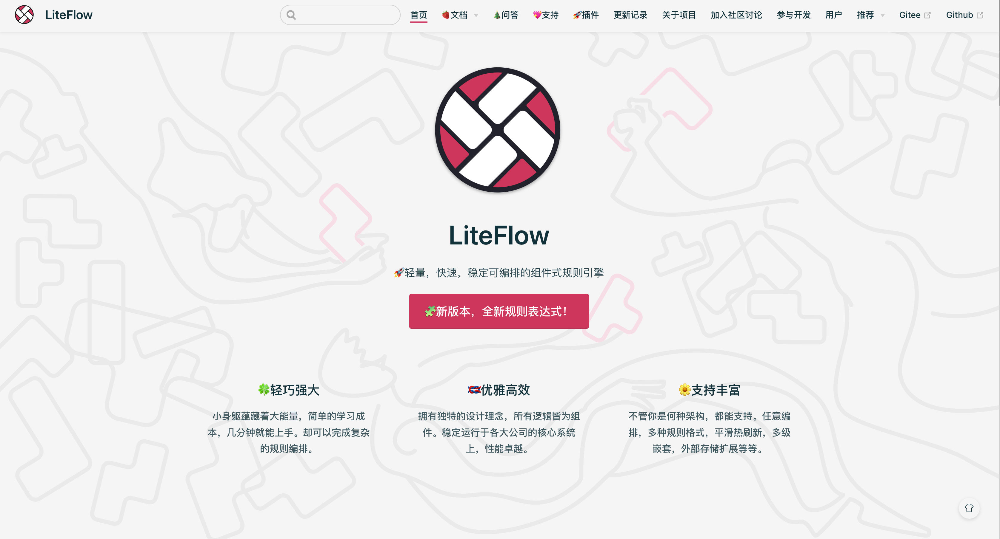 LiteFlow
首页 🍓文档 🎄问答 💖支持 🚀插件 更新记录 关于项目 加入社区讨论 参与开发 用户 推荐 Gitee Github
LiteFlow
🚀轻量，快速，稳定可编排的组件式规则引擎
🧩新版本，全新规则表达式！
🍀轻巧强大
小身躯蕴藏着大能量，简单的学习成
本，几分钟就能上手。却可以完成复杂
的规则编排。
🪢优雅高效
拥有独特的设计理念，所有逻辑皆为组
件。稳定运行于各大公司的核心系统
上，性能卓越。
🌼支持丰富
不管你是何种架构，都能支持。任意编
排，多种规则格式，平滑热刷新，多级
嵌套，外部存储扩展等等。